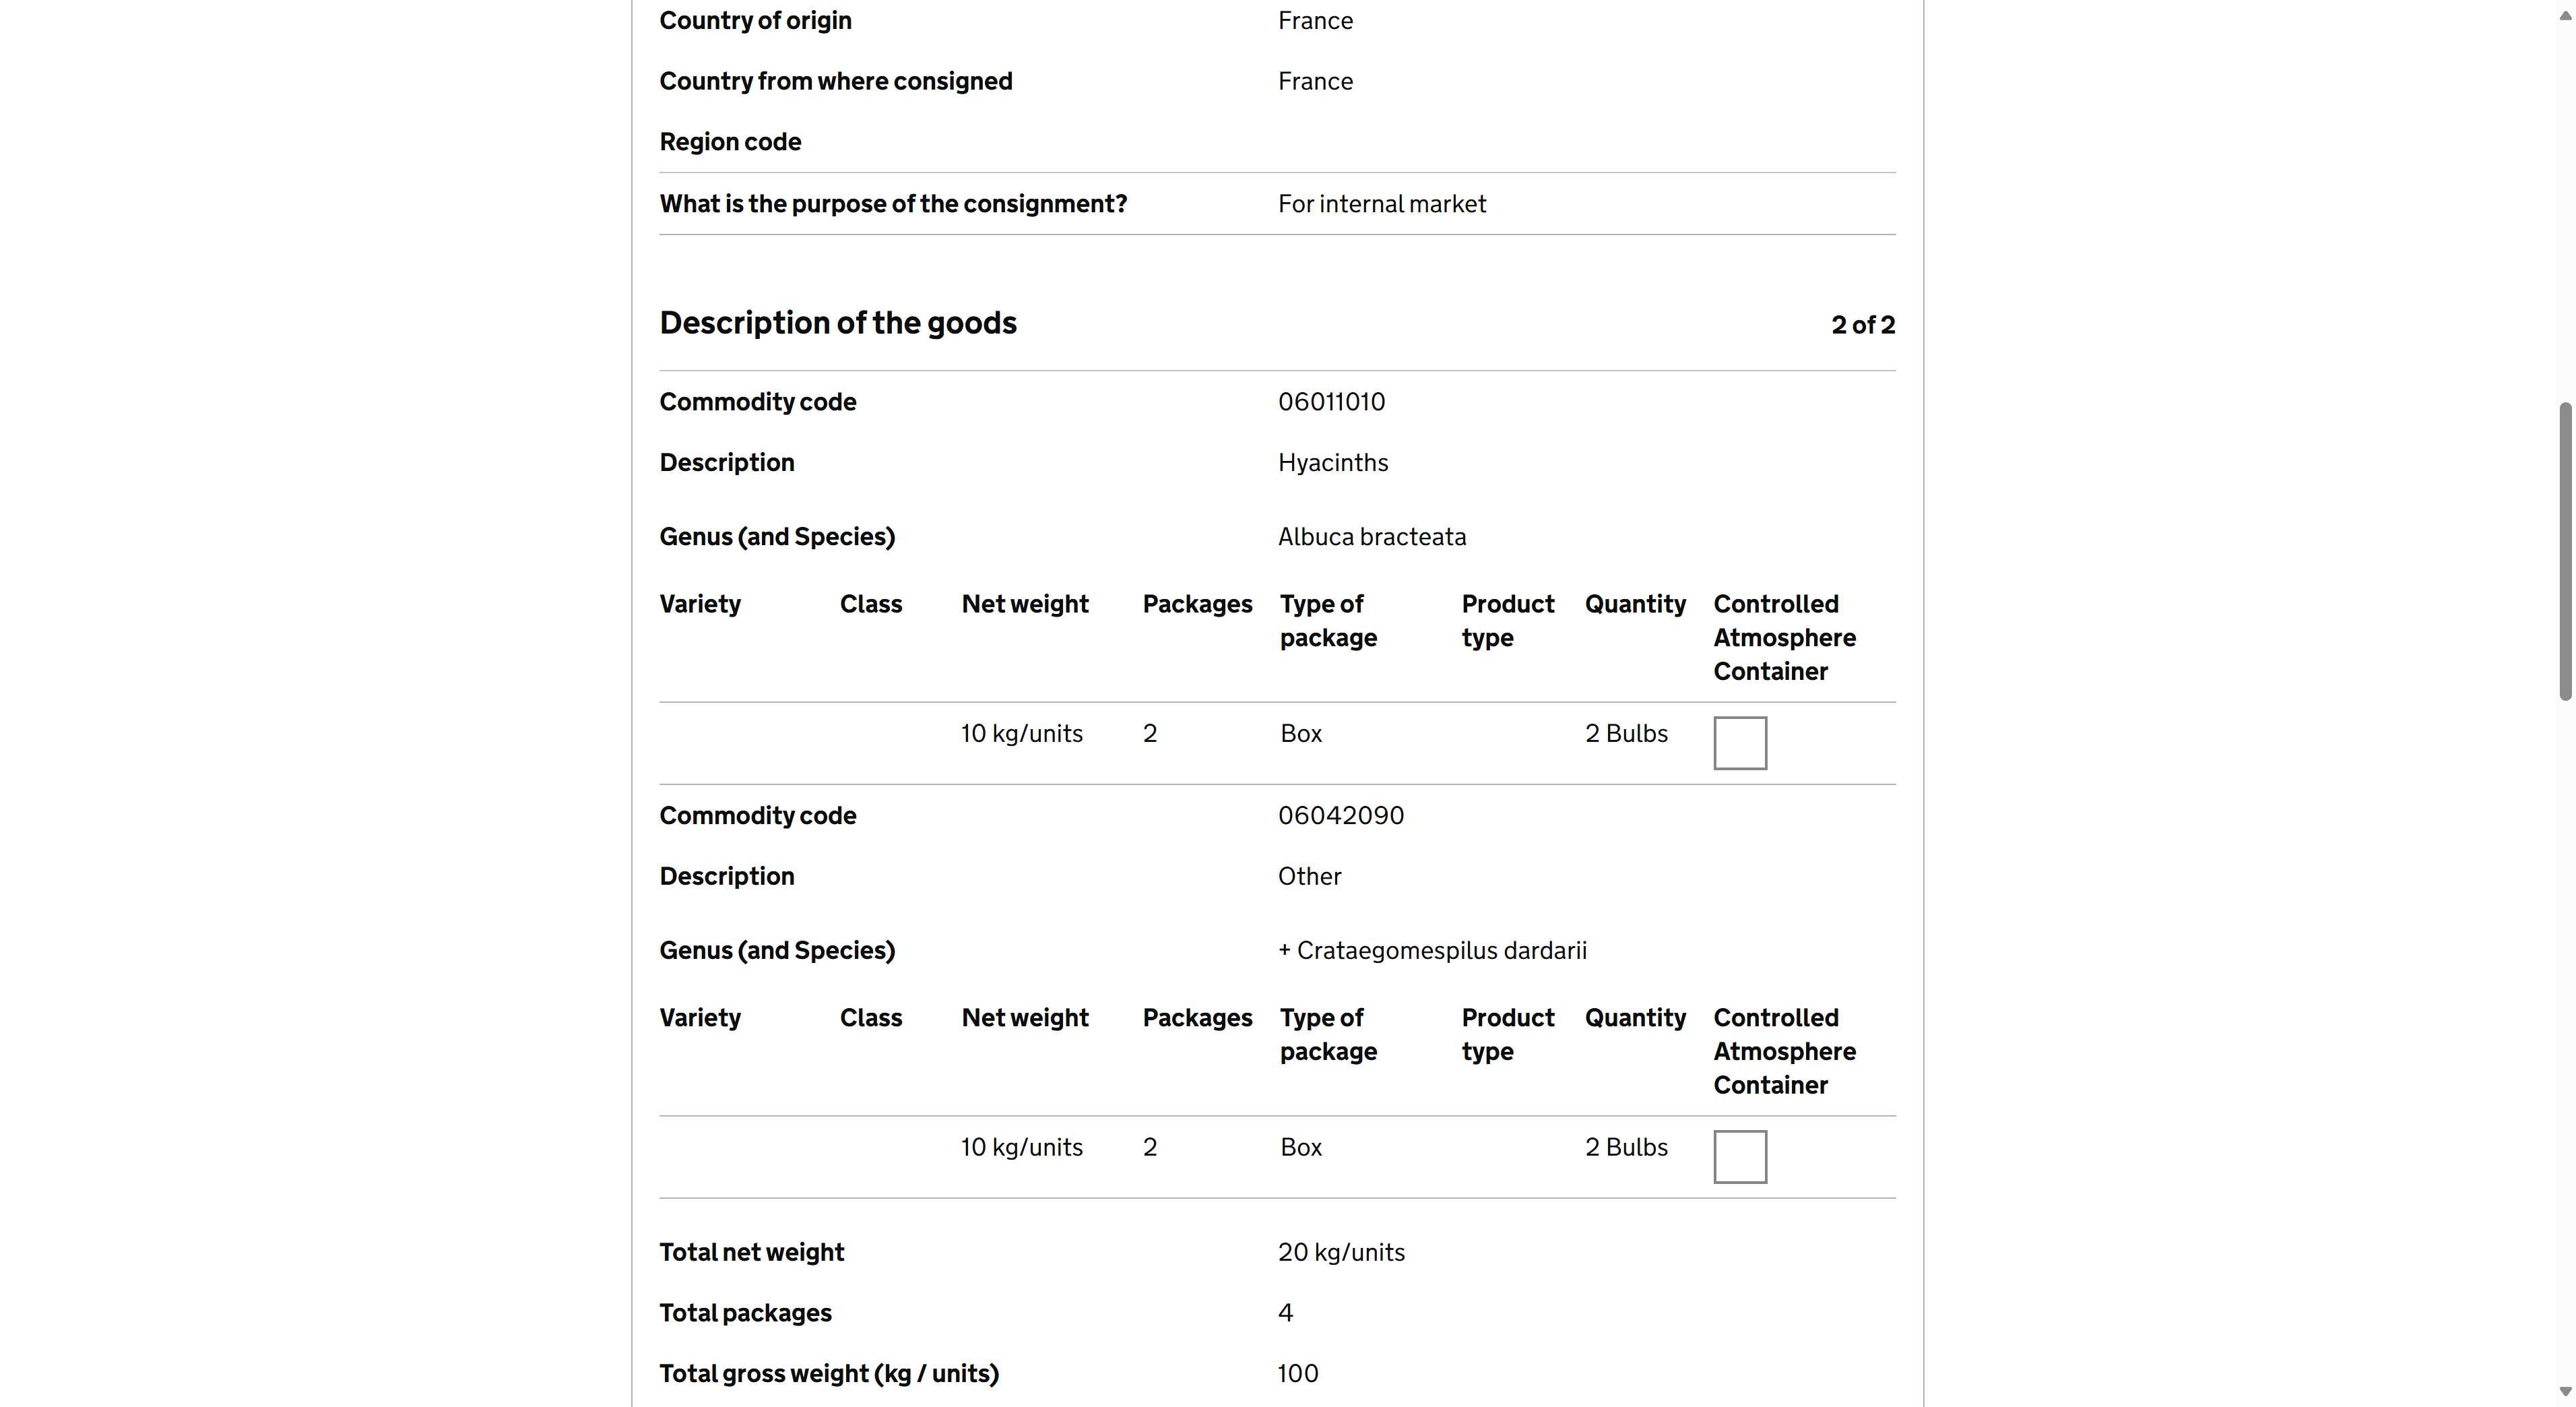 Country of origin France
Country from where consigned France
Region code
What is the purpose of the consignment? For internal market
Description of the goods 2 of 2
Commodity code 06011010
Description Hyacinths
Genus (and Species) Albuca bracteata
Variety Class Net weight Packages Type of package Product type Quantity Controlled Atmosphere Container
10 kg/units 2 Box 2 Bulbs
Commodity code 06042090
Description Other
Genus (and Species) + Crataegomespilus dardarii
Variety Class Net weight Packages Type of package Product type Quantity Controlled Atmosphere Container
10 kg/units 2 Box 2 Bulbs
Total net weight 20 kg/units
Total packages 4
Total gross weight (kg / units) 100